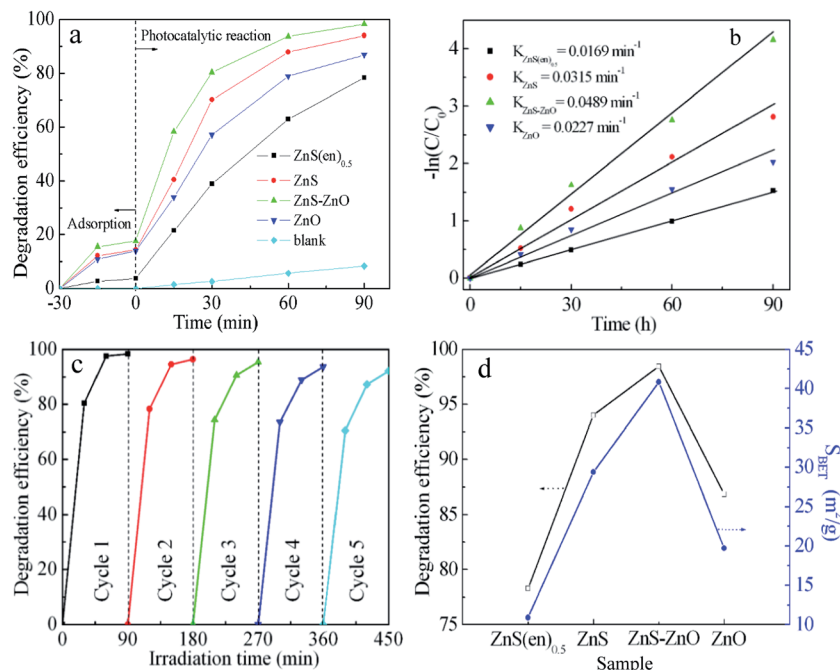 a
Degradation efficiency (%)
100
80
60
40
20
0
Photocatalytic reaction
Adsorption
ZnS(en)0.5
ZnS
ZnS-ZnO
ZnO
blank
-30 0 30 60 90
Time (min)
b
-ln(C/C0)
4
3
2
1
0
KZnS(en)0.5 = 0.0169 min-1
KZnS = 0.0315 min-1
KZnS-ZnO = 0.0489 min-1
KZnO = 0.0227 min-1
0 30 60 90
Time (h)
c
Degradation efficiency (%)
100
80
60
40
20
0
Cycle 1
Cycle 2
Cycle 3
Cycle 4
Cycle 5
0 90 180 270 360 450
Irradiation time (min)
d
Degradation efficiency (%)
100
95
91
87
83
79
75
45
40
35
30
25
20
15
10
SBET (m2/g)
ZnS(en)0.5 ZnS ZnS-ZnO ZnO
Sample